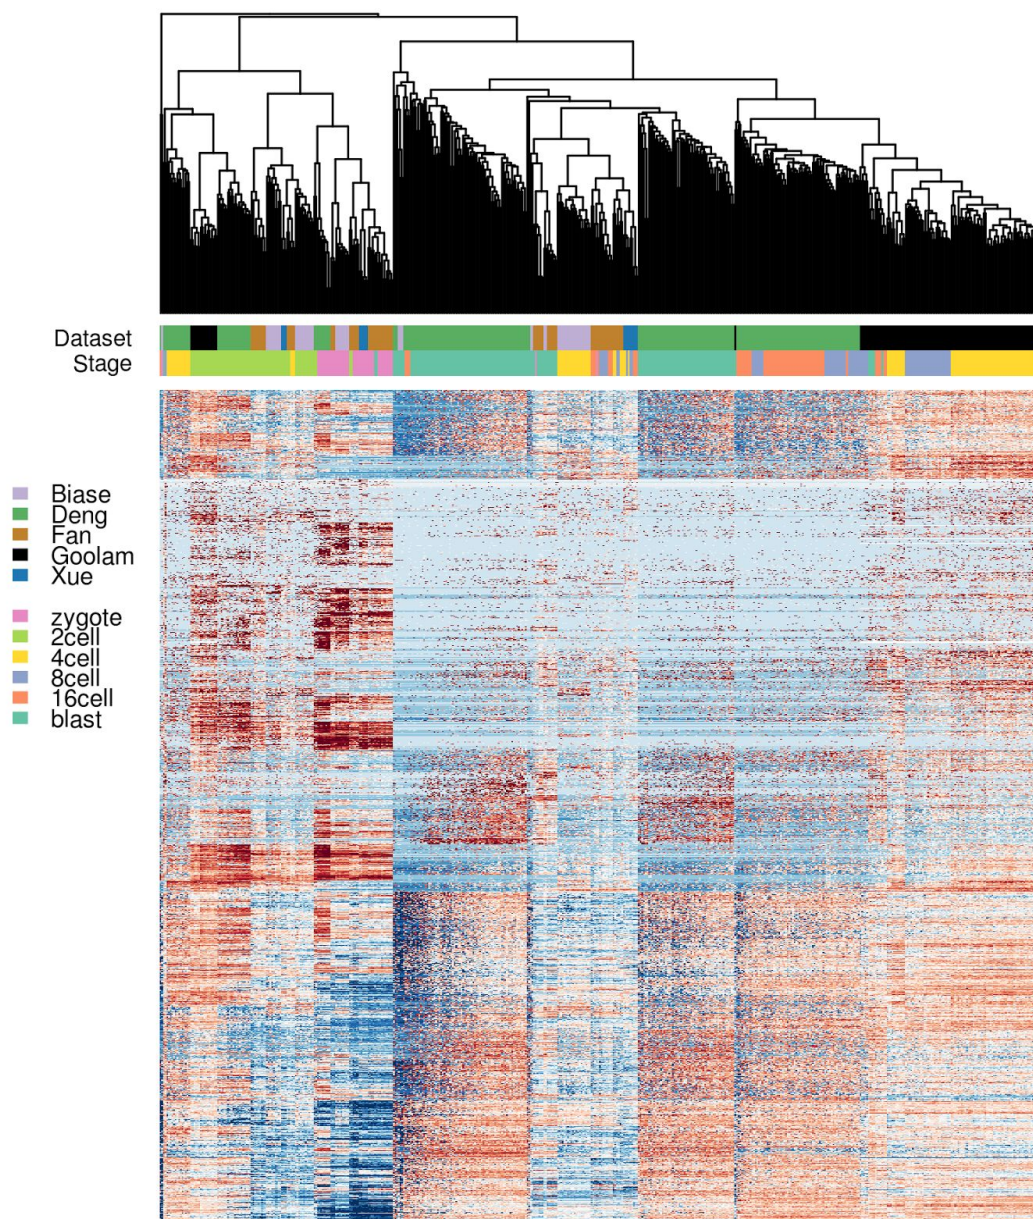 Dataset
Stage
Biase
Deng
Fan
Goolam
Xue
zygote
2cell
4cell
8cell
16cell
blast